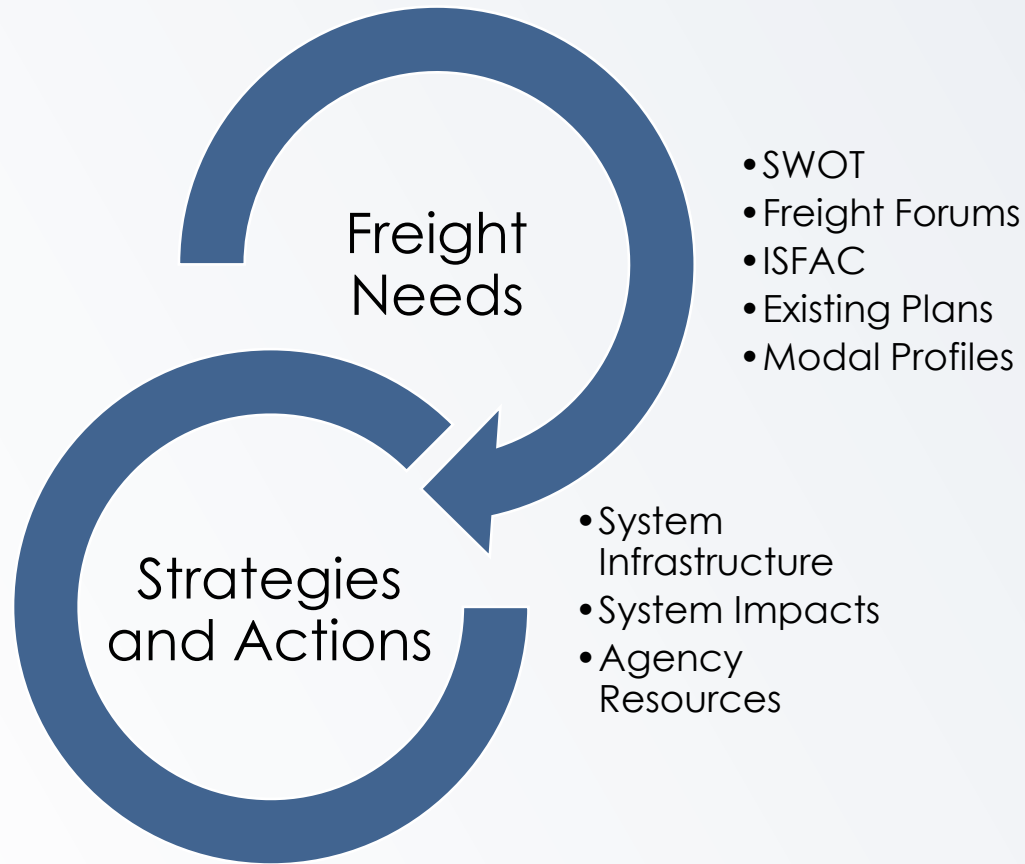 Freight
Needs
•SWOT
•Freight Forums
•ISFAC
•Existing Plans
•Modal Profiles
Strategies
and Actions
•System
Infrastructure
•System Impacts
•Agency
Resources